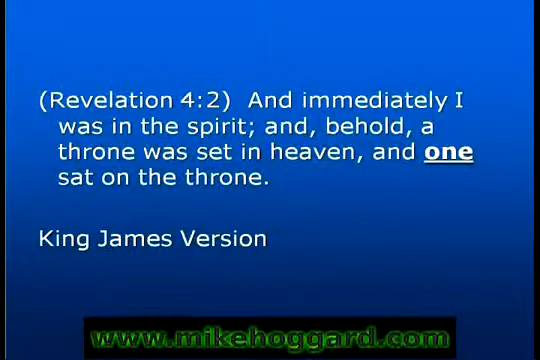 (Revelation 4:2)  And immediately I
was in the spirit; and, behold, a
throne was set in heaven, and one
sat on the throne.
King James Version
www.mikehoggard.com